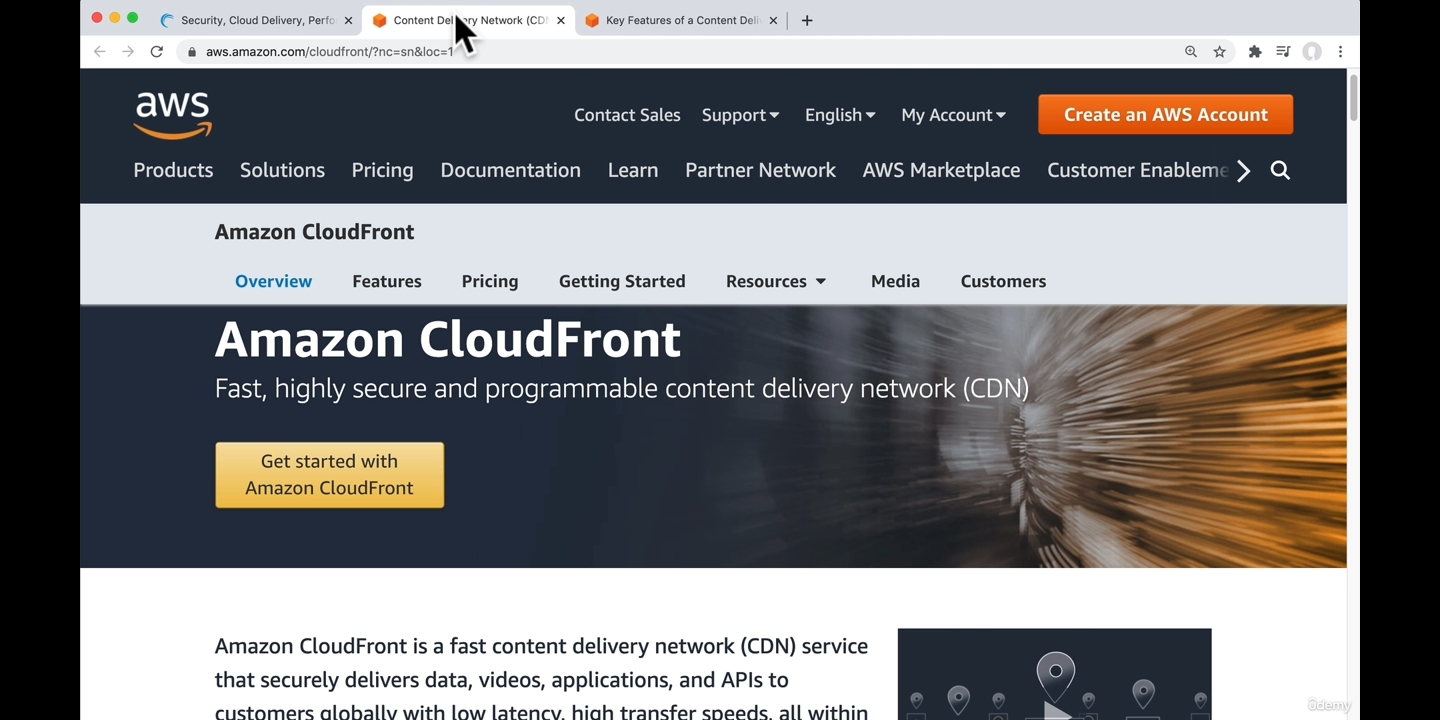 Security, Cloud Delivery, Perfo
Content Delivery Network (CDN
Key Features of a Content Deli
aws.amazon.com/cloudfront/?nc=sn&loc=1
aws
Contact Sales
Support
English
My Account
Create an AWS Account
Products
Solutions
Pricing
Documentation
Learn
Partner Network
AWS Marketplace
Customer Enableme
Amazon CloudFront
Overview
Features
Pricing
Getting Started
Resources
Media
Customers
Amazon CloudFront
Fast, highly secure and programmable content delivery network (CDN)
Get started with
Amazon CloudFront
Amazon CloudFront is a fast content delivery network (CDN) service
that securely delivers data, videos, applications, and APIs to
customers globally with low latency, high transfer speeds, all within
ûdemy